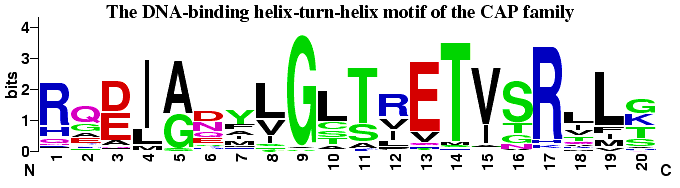 The DNA-binding helix-turn-helix motif of the CAP family
4
3
2
1
0
bits
R Q D I A D Y L G L T R E T V S R L L G
H G E L G N F V C S V V M I T K
1 2 3 4 5 6 7 8 9 10 11 12 13 14 15 16 17 18 19 20
N C